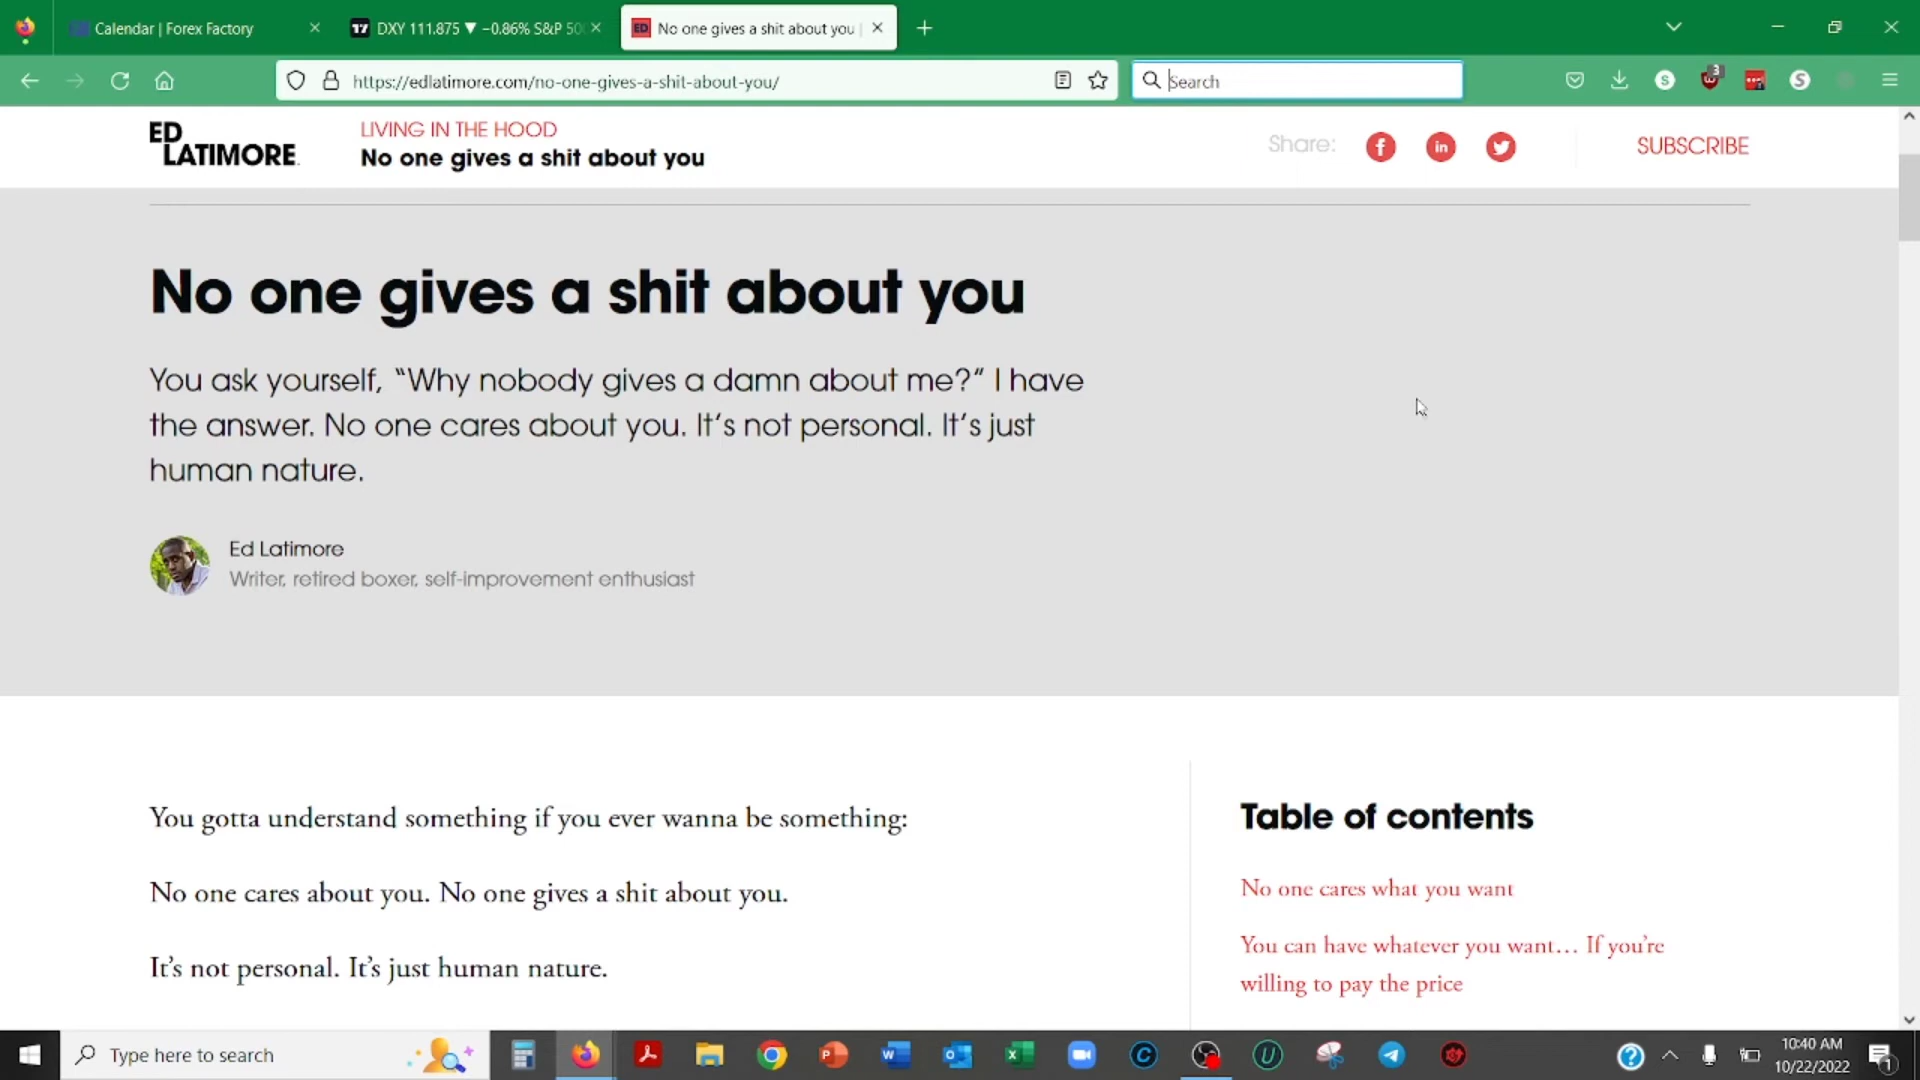 Calendar | Forex Factory
DXY 111.875 ▼ −0.86% S&P 50
No one gives a shit about you |
https://edlatimore.com/no-one-gives-a-shit-about-you/
Search
3
ED
LATIMORE
LIVING IN THE HOOD
No one gives a shit about you
Share:
SUBSCRIBE
No one gives a shit about you
You ask yourself, “Why nobody gives a damn about me?” I have
the answer. No one cares about you. It’s not personal. It’s just
human nature.
Ed Latimore
Writer, retired boxer, self-improvement enthusiast
You gotta understand something if you ever wanna be something:
No one cares about you. No one gives a shit about you.
It’s not personal. It’s just human nature.
Table of contents
No one cares what you want
You can have whatever you want… If you’re
willing to pay the price
Type here to search
10:40 AM
10/22/2022
1